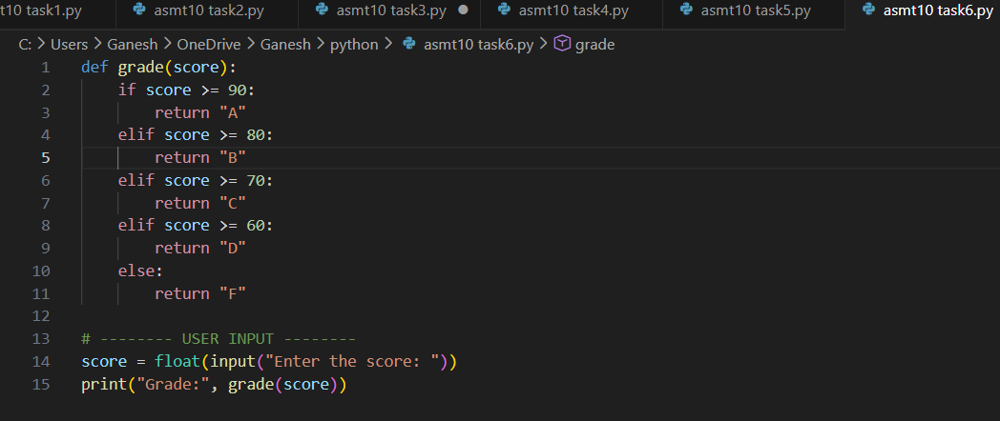 t10 task1.py asmt10 task2.py asmt10 task3.py asmt10 task4.py asmt10 task5.py asmt10 task6.py
C: > Users > Ganesh > OneDrive > Ganesh > python > asmt10 task6.py > grade
1 def grade(score):
2     if score >= 90:
3         return "A"
4     elif score >= 80:
5         return "B"
6     elif score >= 70:
7         return "C"
8     elif score >= 60:
9         return "D"
10     else:
11         return "F"
12
13 # -------- USER INPUT --------
14 score = float(input("Enter the score: "))
15 print("Grade:", grade(score))